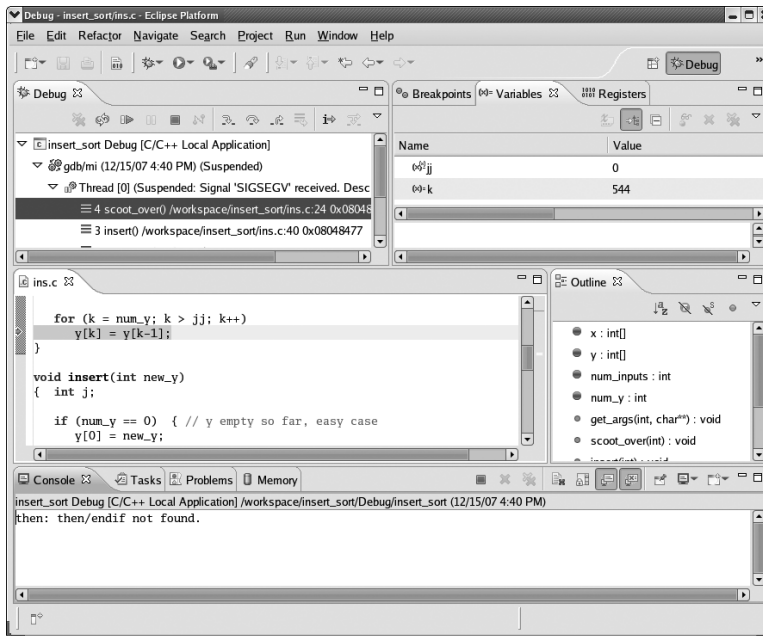 Debug - insert_sort/ins.c - Eclipse Platform
File Edit Refactor Navigate Search Project Run Window Help
Debug
Debug
Breakpoints (x)= Variables Registers
insert_sort Debug [C/C++ Local Application]
gdb/mi (12/15/07 4:40 PM) (Suspended)
Thread [0] (Suspended: Signal 'SIGSEGV' received. Desc
4 scoot_over() /workspace/insert_sort/ins.c:24 0x08048
3 insert() /workspace/insert_sort/ins.c:40 0x08048477
Name Value
jj 0
(x)= k 544
ins.c
for (k = num_y; k > jj; k++)
y[k] = y[k-1];
}
void insert(int new_y)
{ int j;
if (num_y == 0) { // y empty so far, easy case
y[0] = new_y;
Outline
x : int[]
y : int[]
num_inputs : int
num_y : int
get_args(int, char**) : void
scoot_over(int) : void
insert(int) : void
Console Tasks Problems Memory
insert_sort Debug [C/C++ Local Application] /workspace/insert_sort/Debug/insert_sort (12/15/07 4:40 PM)
then: then/endif not found.